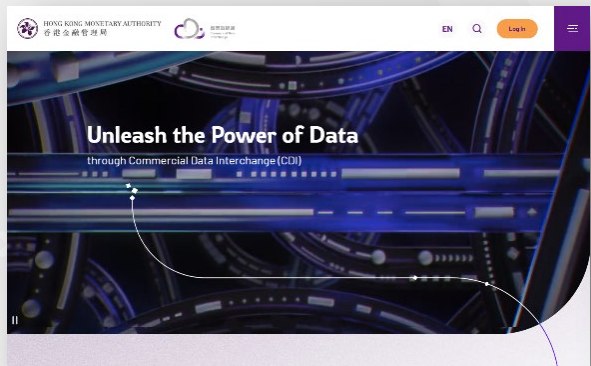 HONG KONG MONETARY AUTHORITY
香港金融管理局
EN
Log In
Unleash the Power of Data
through Commercial Data Interchange (CDI)